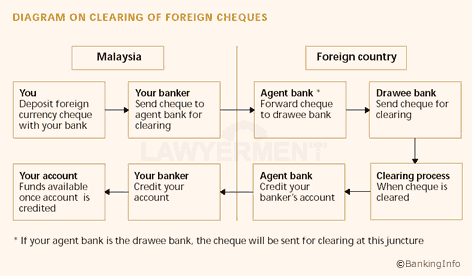 DIAGRAM ON CLEARING OF FOREIGN CHEQUES
Malaysia
Foreign country
You
Deposit foreign
currency cheque
with your bank
Your banker
Send cheque to
agent bank for
clearing
Agent bank *
Forward cheque
to drawee bank
Drawee bank
Send cheque for
clearing
Clearing process
When cheque is
cleared
Agent bank
Credit your
banker's account
Your banker
Credit your
account
Your account
Funds available
once account is
credited
LAWYERMENT
* If your agent bank is the drawee bank, the cheque will be sent for clearing at this juncture
©BankingInfo